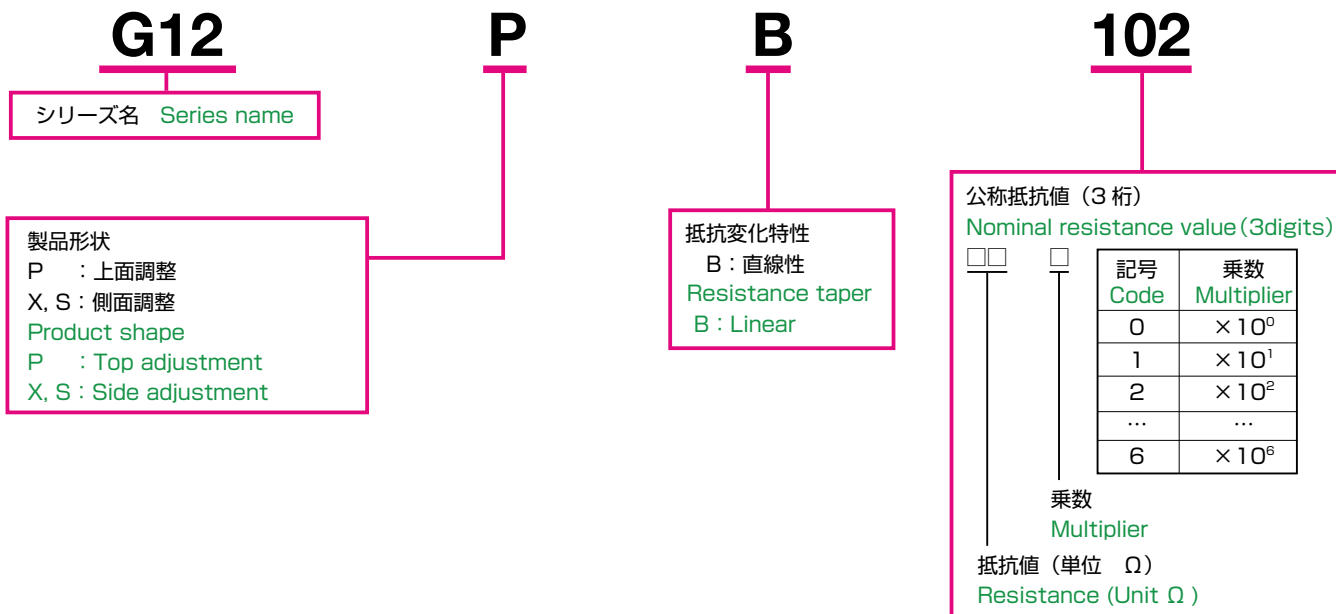 G12 P B 102
シリーズ名 Series name
製品形状
P ：上面調整
X, S：側面調整
Product shape
P ：Top adjustment
X, S：Side adjustment
抵抗変化特性
B：直線性
Resistance taper
B：Linear
公称抵抗値（3 桁）
Nominal resistance value（3digits）
□□ □
記号 乗数
Code Multiplier
0 ×10⁰
1 ×10¹
2 ×10²
… …
6 ×10⁶
乗数
Multiplier
抵抗値（単位 Ω）
Resistance (Unit Ω )